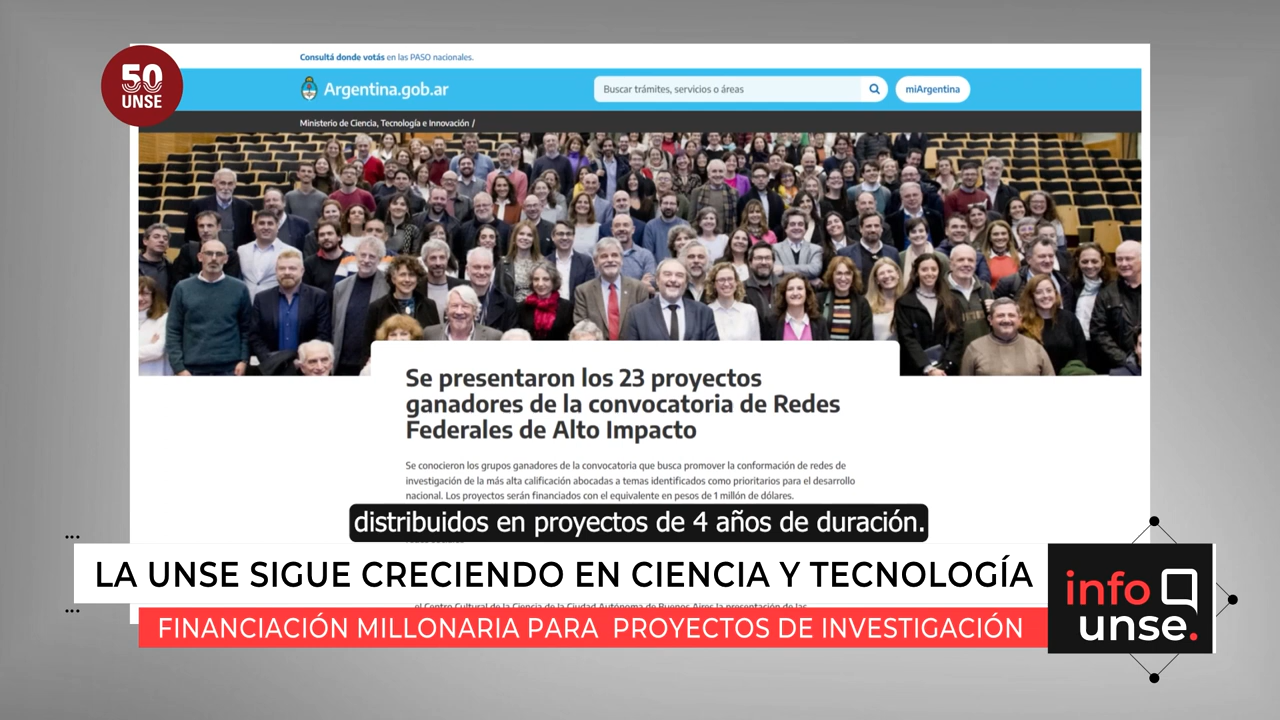 50
UNSE
Consultá donde votás en las PASO nacionales.
Argentina.gob.ar
Buscar trámites, servicios o áreas
miArgentina
Ministerio de Ciencia, Tecnología e Innovación /
Se presentaron los 23 proyectos
ganadores de la convocatoria de Redes
Federales de Alto Impacto
Se conocieron los grupos ganadores de la convocatoria que busca promover la conformación de redes de
investigación de la más alta calificación abocadas a temas identificados como prioritarios para el desarrollo
nacional. Los proyectos serán financiados con el equivalente en pesos de 1 millón de dólares.
distribuidos en proyectos de 4 años de duración.
LA UNSE SIGUE CRECIENDO EN CIENCIA Y TECNOLOGÍA
FINANCIACIÓN MILLONARIA PARA PROYECTOS DE INVESTIGACIÓN
info
unse.